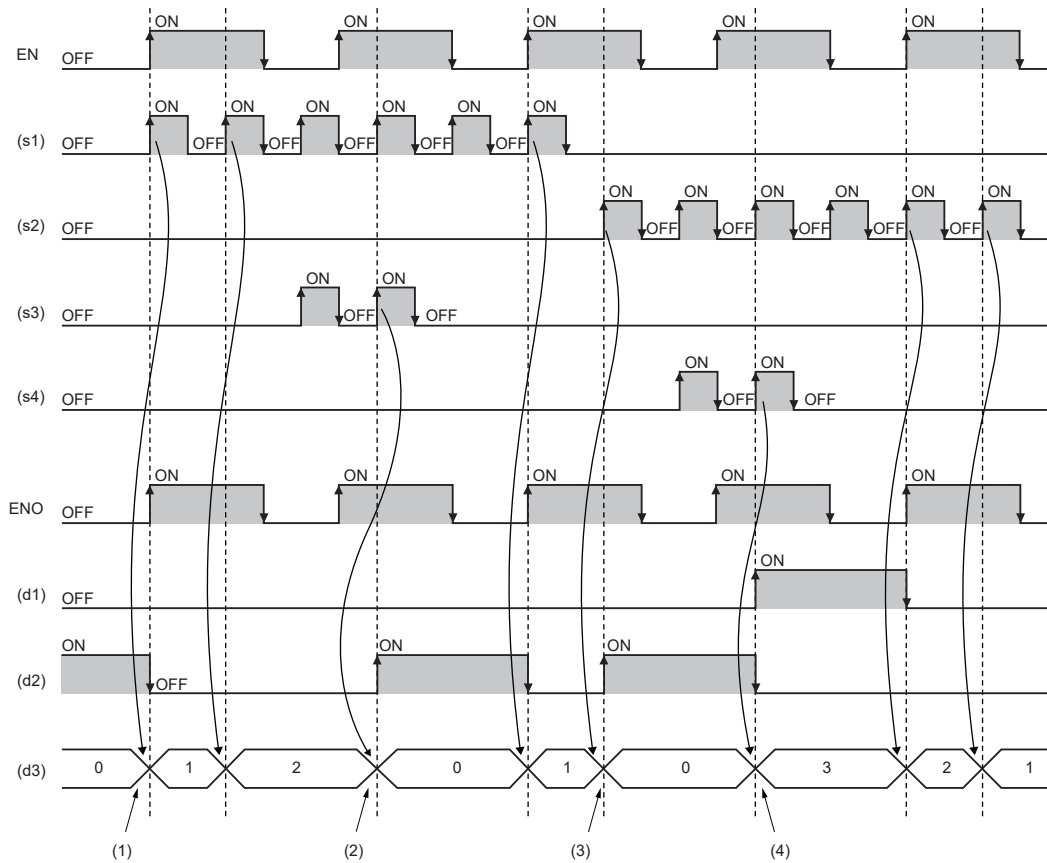 ON ON ON ON ON
EN OFF
ON ON ON ON ON ON
(s1) OFF OFF OFF OFF OFF OFF
ON ON ON ON ON ON
(s2) OFF OFF OFF OFF OFF OFF
ON ON
(s3) OFF OFF OFF
ON ON
(s4) OFF OFF OFF
ON ON ON ON ON
ENO OFF
ON
(d1) OFF
ON ON ON
(d2) OFF
(d3) 0 1 2 0 1 0 3 2 1
(1) (2) (3) (4)